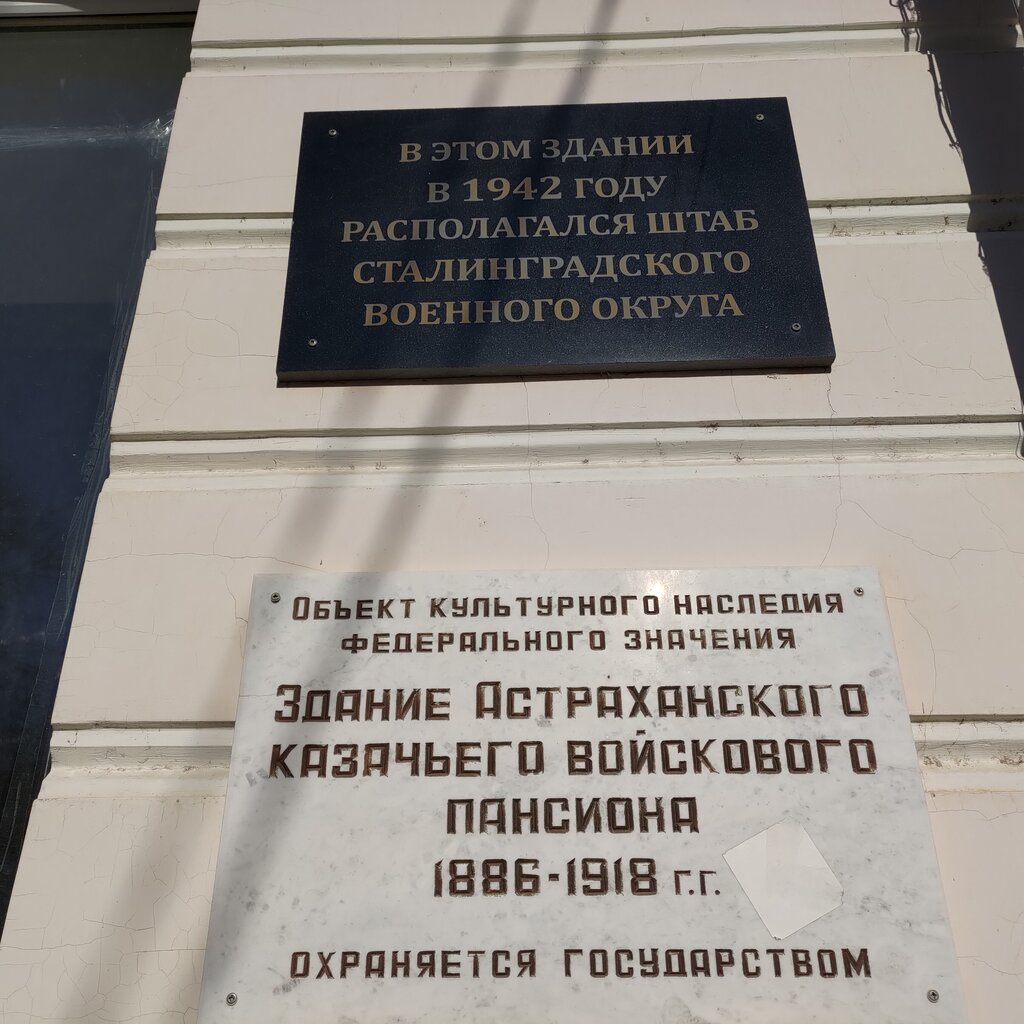 В ЭТОМ ЗДАНИИ
В 1942 ГОДУ
РАСПОЛАГАЛСЯ ШТАБ
СТАЛИНГРАДСКОГО
ВОЕННОГО ОКРУГА
ОБЪЕКТ КУЛЬТУРНОГО НАСЛЕДИЯ
ФЕДЕРАЛЬНОГО ЗНАЧЕНИЯ
ЗДАНИЕ АСТРАХАНСКОГО
КАЗАЧЬЕГО ВОЙСКОВОГО
ПАНСИОНА
1886-1918 Г.Г.
ОХРАНЯЕТСЯ ГОСУДАРСТВОМ